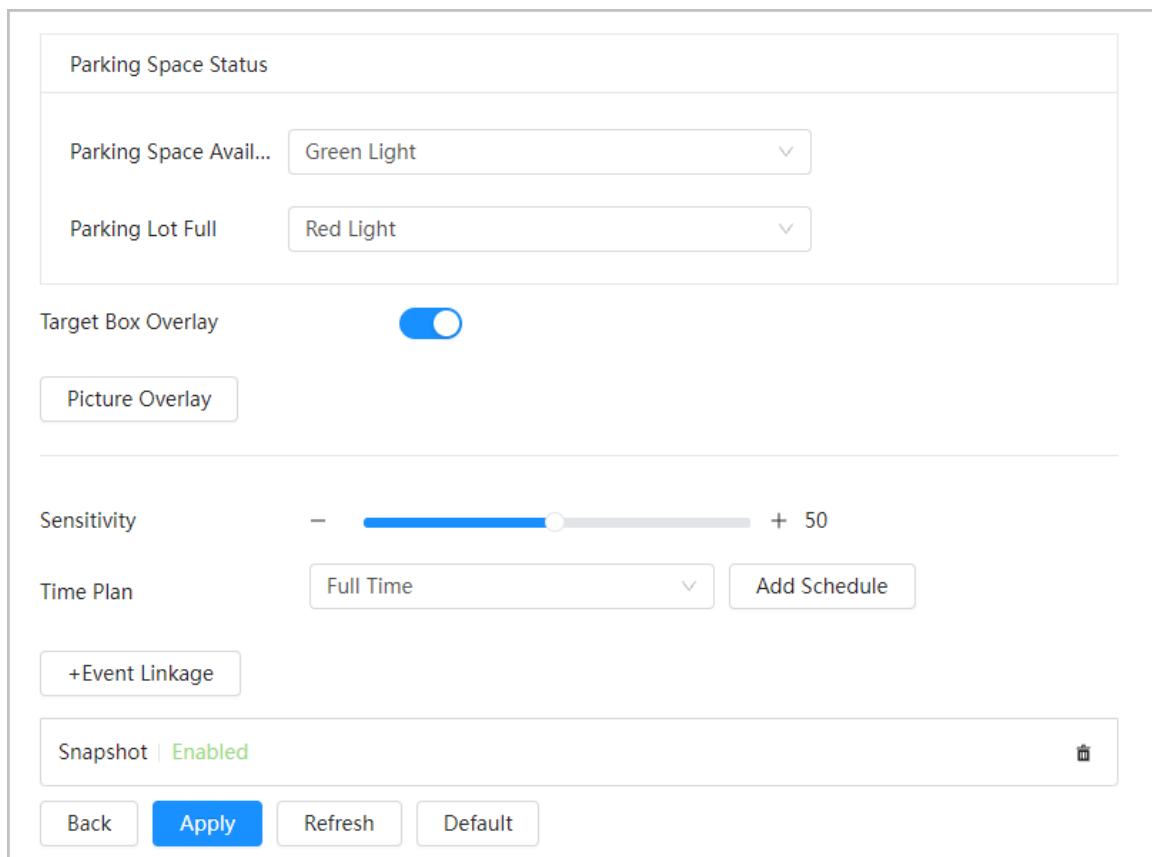 Parking Space Status
Parking Space Avail... Green Light
Parking Lot Full Red Light
Target Box Overlay
Picture Overlay
Sensitivity − + 50
Time Plan Full Time Add Schedule
+Event Linkage
Snapshot | Enabled
Back Apply Refresh Default